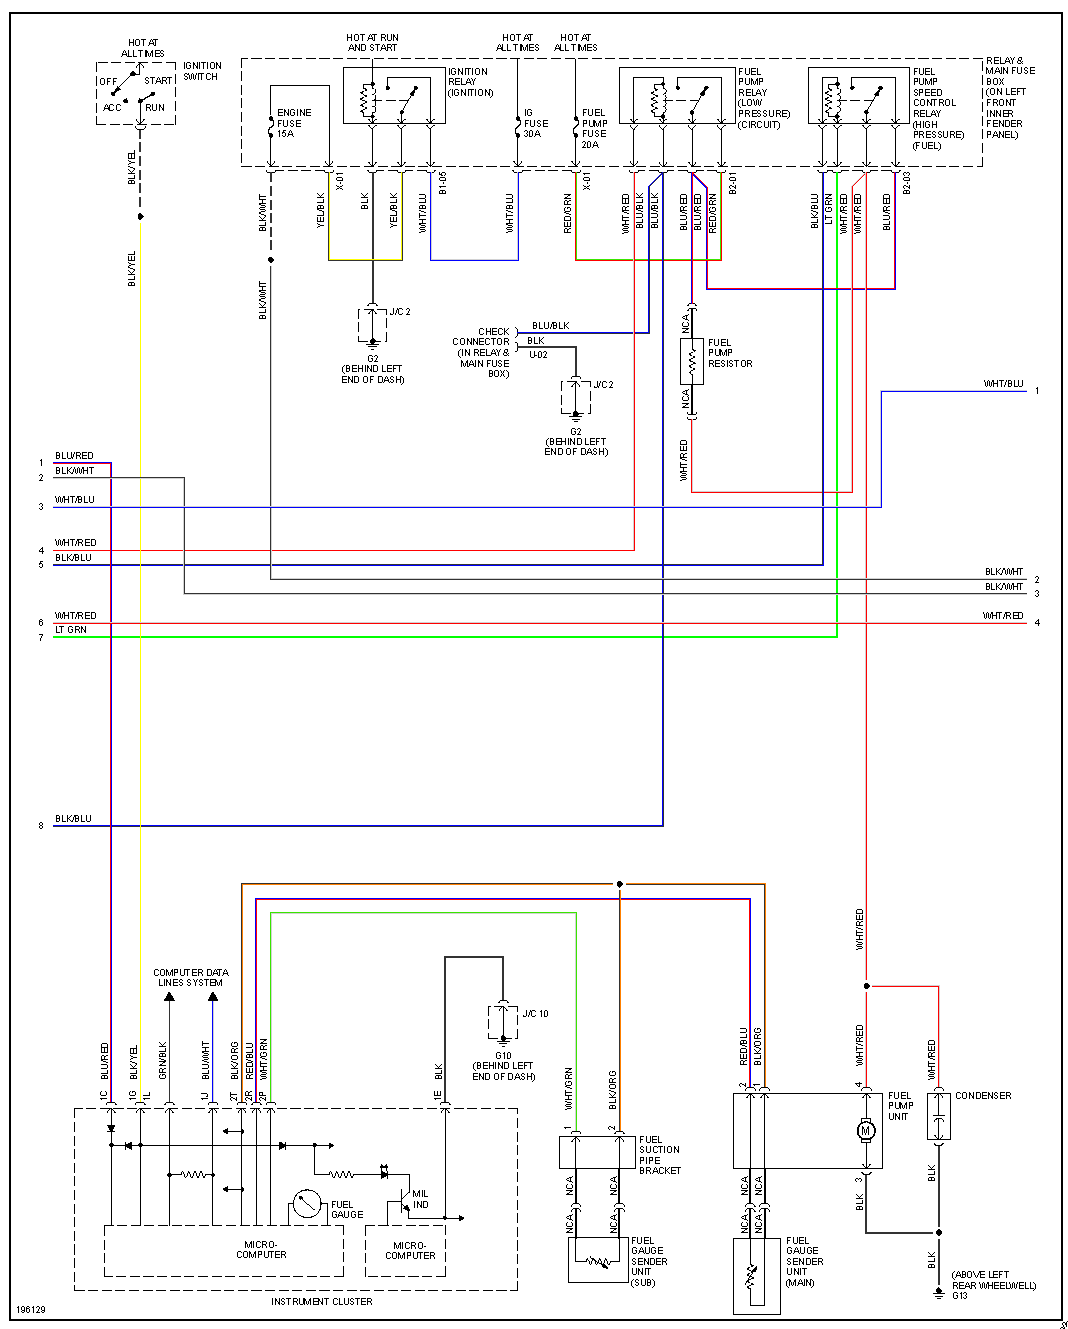 HOT AT
ALL TIMES
IGNITION
SWITCH
OFF
START
ACC
RUN
BLK/YEL
BLK/YEL
HOT AT RUN
AND START
HOT AT
ALL TIMES
HOT AT
ALL TIMES
ENGINE
FUSE
15A
IGNITION
RELAY
(IGNITION)
IG
FUSE
30A
FUEL
PUMP
FUSE
20A
FUEL
PUMP
RELAY
(LOW
PRESSURE)
(CIRCUIT)
FUEL
PUMP
SPEED
CONTROL
RELAY
(HIGH
PRESSURE)
(FUEL)
RELAY &
MAIN FUSE
BOX
(ON LEFT
FRONT
INNER
FENDER
PANEL)
X-01
B1-05
X-01
B2-01
B2-03
BLK/WHT
YEL/BLK
BLK
YEL/BLK
WHT/BLU
WHT/BLU
RED/GRN
WHT/RED
BLU/BLK
BLU/BLK
BLU/RED
BLU/RED
RED/GRN
BLK/BLU
LT GRN
WHT/RED
WHT/RED
BLU/RED
BLK/WHT
J/C 2
G2
(BEHIND LEFT
END OF DASH)
CHECK
CONNECTOR
(IN RELAY &
MAIN FUSE
BOX)
BLU/BLK
BLK
U-02
J/C 2
G2
(BEHIND LEFT
END OF DASH)
NCA
FUEL
PUMP
RESISTOR
NCA
WHT/RED
WHT/BLU 1
1 BLU/RED
2 BLK/WHT
3 WHT/BLU
4 WHT/RED
5 BLK/BLU
BLK/WHT 2
BLK/WHT 3
6 WHT/RED
WHT/RED 4
7 LT GRN
8 BLK/BLU
COMPUTER DATA
LINES SYSTEM
BLU/RED
BLK/YEL
GRN/BLK
BLU/WHT
BLK/ORG
RED/BLU
WHT/GRN
BLK
1C
1G
1L
1J
2T
2R
2P
1E
J/C 10
G10
(BEHIND LEFT
END OF DASH)
WHT/GRN
BLK/ORG
1
2
FUEL
SUCTION
PIPE
BRACKET
NCA
NCA
NCA
NCA
FUEL
GAUGE
SENDER
UNIT
(SUB)
RED/BLU
BLK/ORG
2
1
WHT/RED
WHT/RED
WHT/RED
4
FUEL
PUMP
UNIT
M
CONDENSER
3
BLK
BLK
BLK
NCA
NCA
NCA
NCA
FUEL
GAUGE
SENDER
UNIT
(MAIN)
(ABOVE LEFT
REAR WHEELWELL)
G13
FUEL
GAUGE
MIL
IND
MICRO-
COMPUTER
MICRO-
COMPUTER
INSTRUMENT CLUSTER
196129